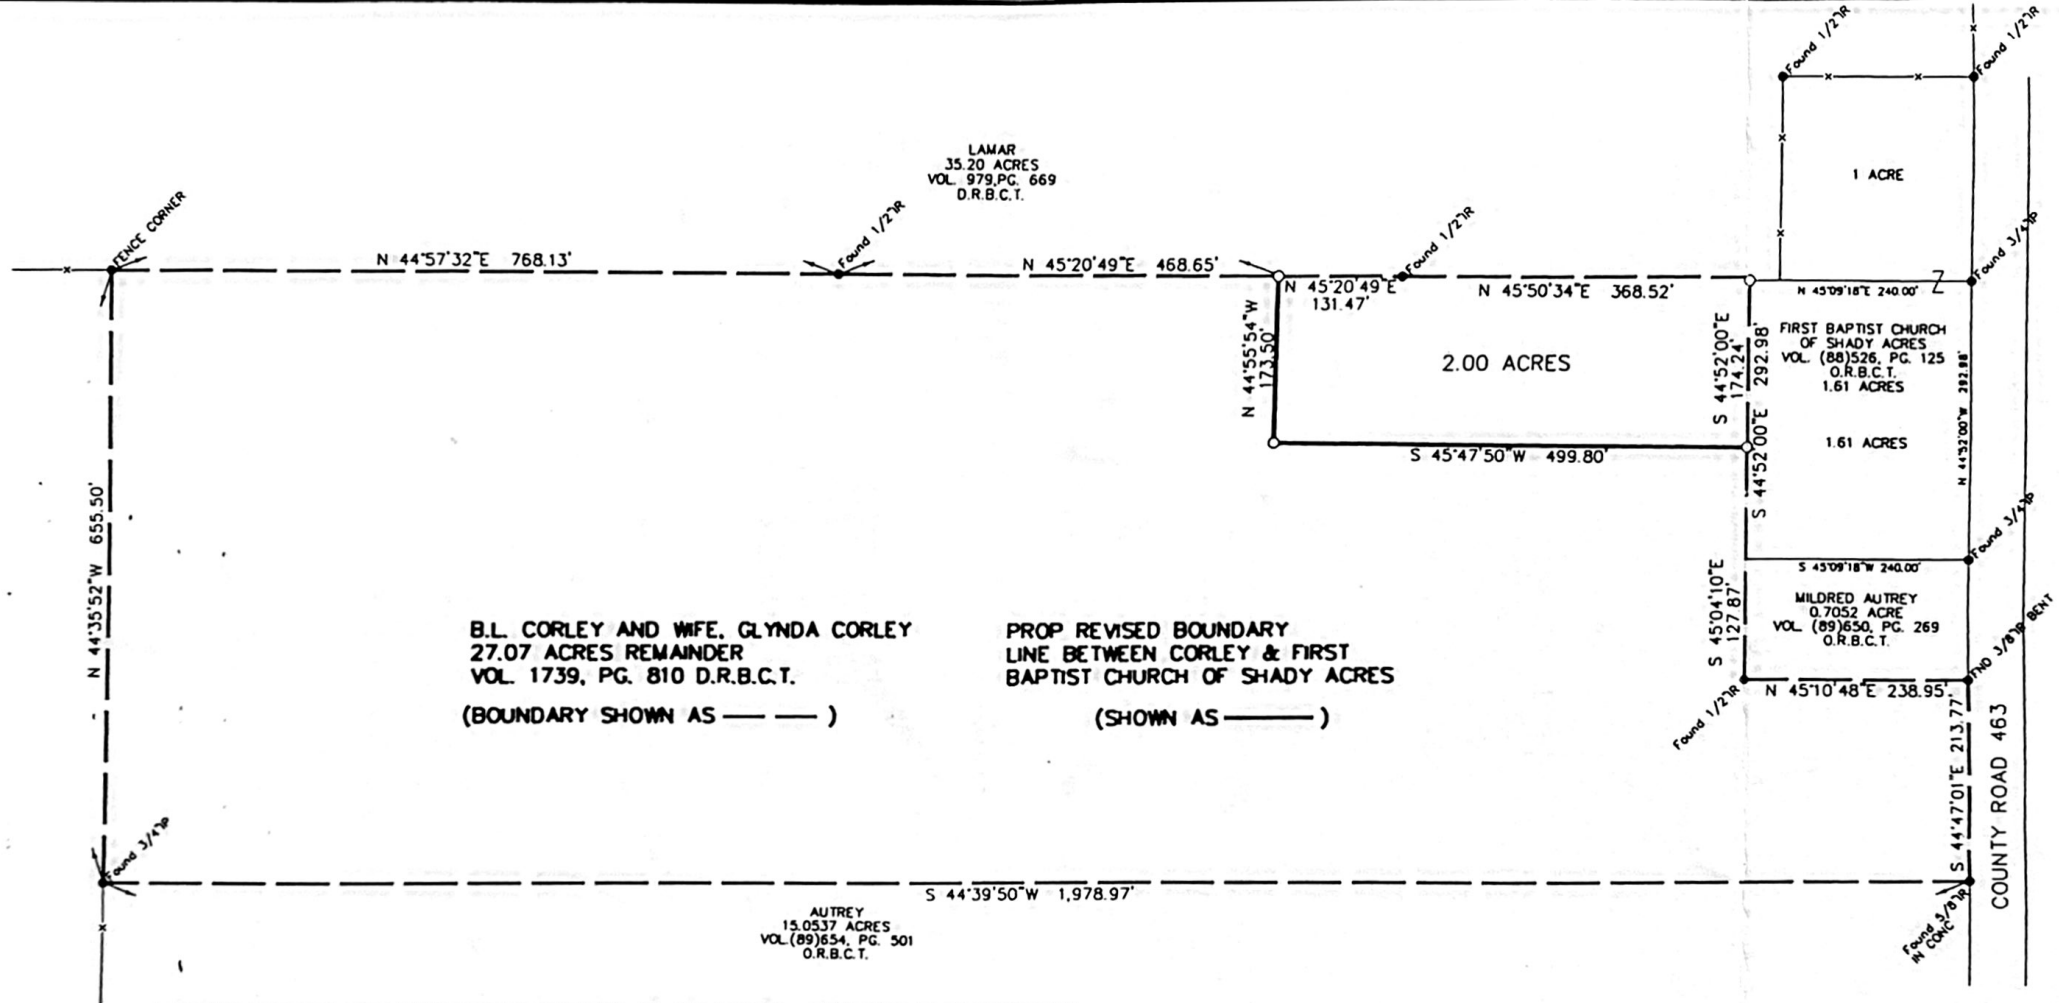 Found 1/2"IR
Found 1/2"IR
LAMAR
35.20 ACRES
VOL. 979,PG. 669
D.R.B.C.T.
1 ACRE
FENCE CORNER
Found 1/2"IR
Found 1/2"IR
Found 3/4"IP
N 44°57'32"E 768.13'
N 45°20'49"E 468.65'
N 45°20'49"E
131.47'
N 45°50'34"E 368.52'
N 45°09'18"E 240.00'
Z
N 44°55'54"W
173.50'
2.00 ACRES
S 44°52'00"E
174.24'
S 44°52'00"E 292.98'
FIRST BAPTIST CHURCH
OF SHADY ACRES
VOL. (88)526, PG. 125
O.R.B.C.T.
1.61 ACRES
1.61 ACRES
N 44°52'00"W 292.98'
S 45°47'50"W 499.80'
N 44°35'52"W 655.50'
Found 3/4"IP
S 45°09'18"W 240.00'
S 45°04'10"E
127.87'
MILDRED AUTREY
0.7052 ACRE
VOL. (89)650, PG. 269
O.R.B.C.T.
FND 3/8"IR BENT
B.L. CORLEY AND WIFE, GLYNDA CORLEY
27.07 ACRES REMAINDER
VOL. 1739, PG. 810 D.R.B.C.T.
(BOUNDARY SHOWN AS — — )
PROP REVISED BOUNDARY
LINE BETWEEN CORLEY & FIRST
BAPTIST CHURCH OF SHADY ACRES
(SHOWN AS ——— )
Found 1/2"IR
N 45°10'48"E 238.95'
S 44°47'01"E 213.77'
COUNTY ROAD 463
Found 3/4"IP
S 44°39'50"W 1,978.97'
Found 3/8"IR
IN CONC
AUTREY
15.0537 ACRES
VOL.(89)654, PG. 501
O.R.B.C.T.